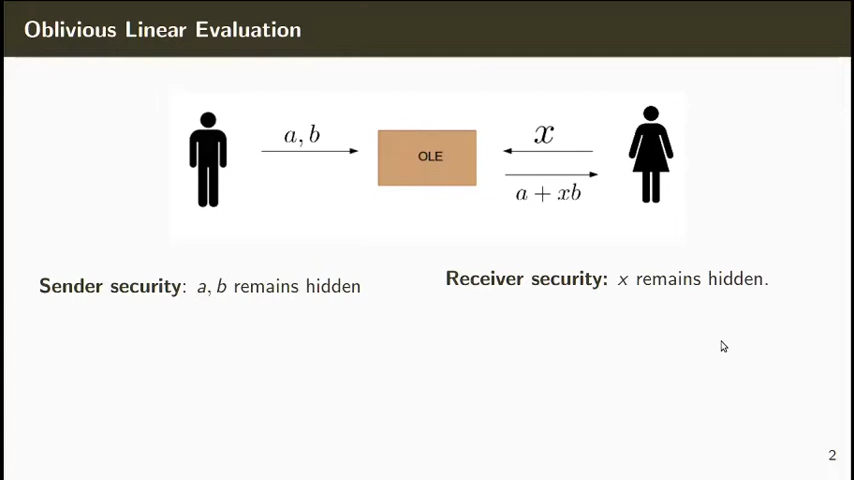 Oblivious Linear Evaluation
a, b
OLE
x
a + xb
Sender security: a, b remains hidden
Receiver security: x remains hidden.
2